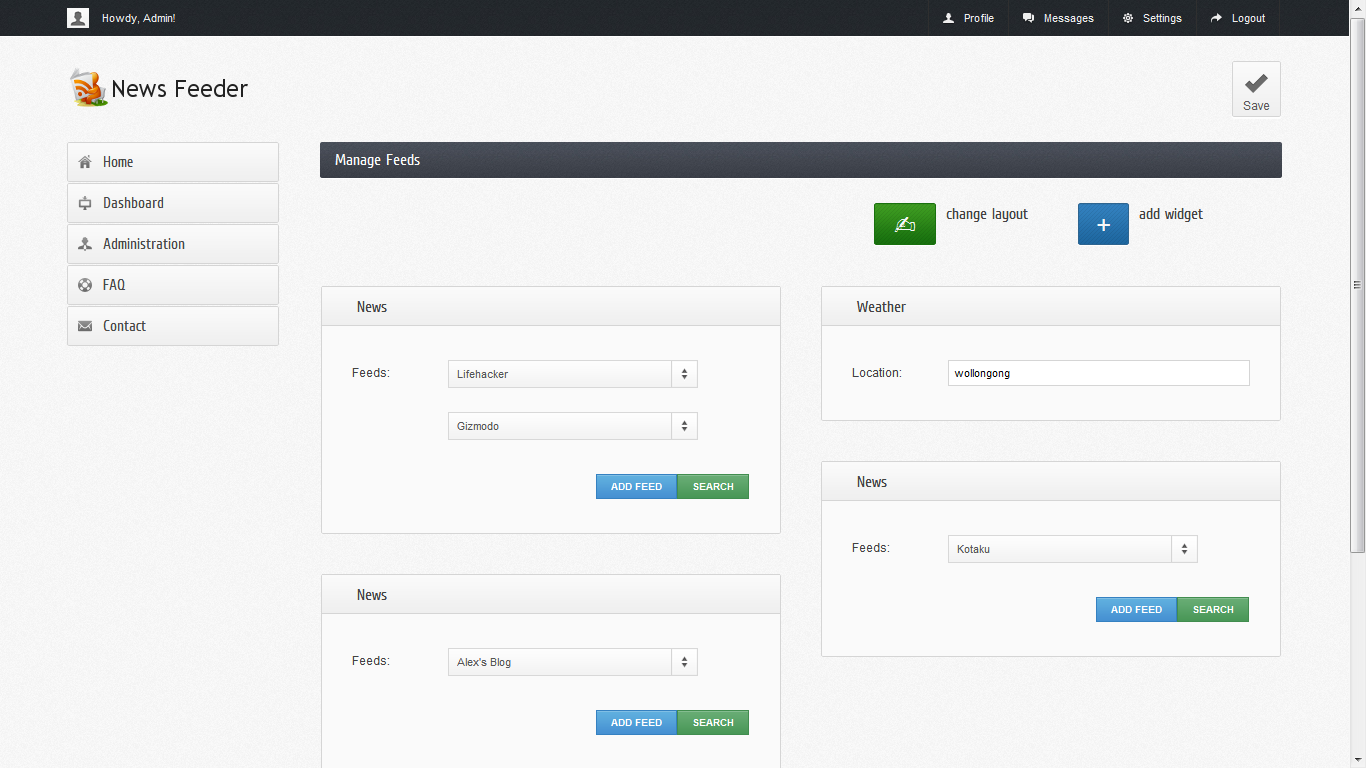 Howdy, Admin!
Profile
Messages
Settings
Logout
News Feeder
Save
Home
Dashboard
Administration
FAQ
Contact
Manage Feeds
change layout
+
add widget
News
Feeds:
Lifehacker
Gizmodo
ADD FEED
SEARCH
Weather
Location:
wollongong
News
Feeds:
Kotaku
ADD FEED
SEARCH
News
Feeds:
Alex's Blog
ADD FEED
SEARCH